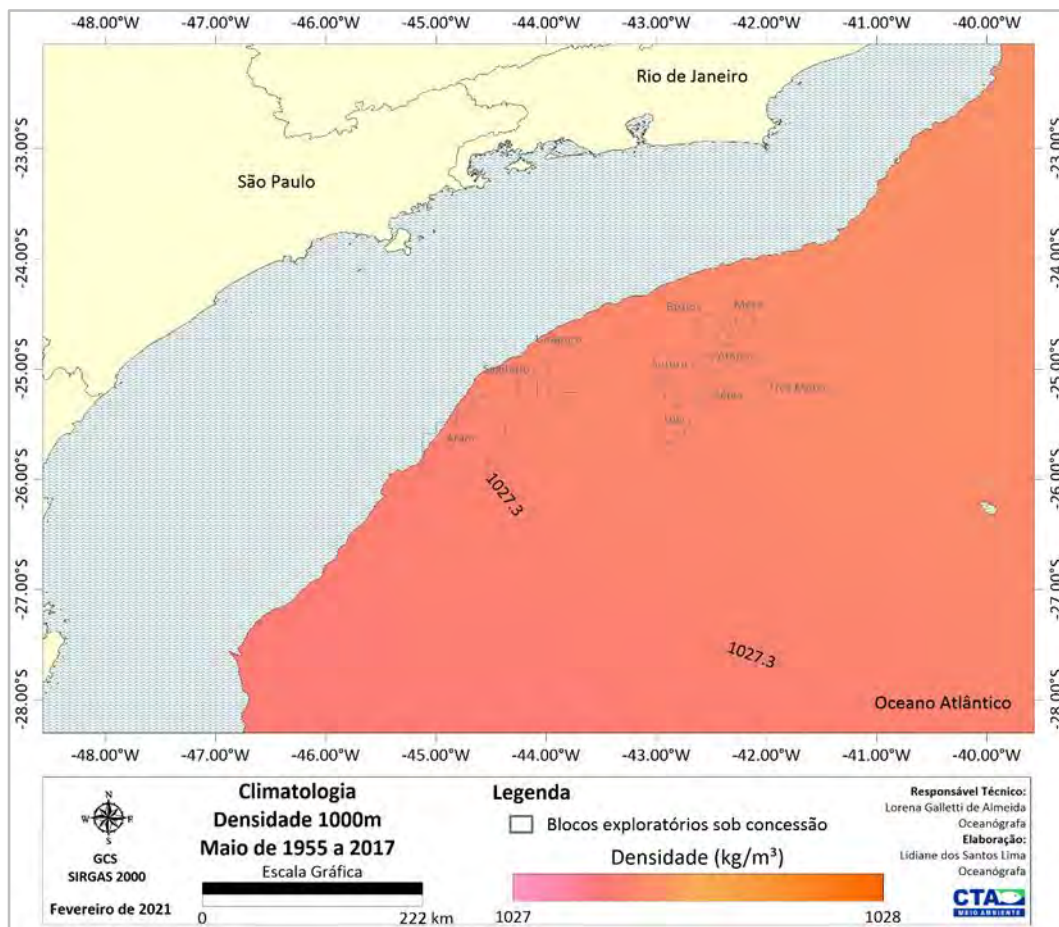 -48.00°W -47.00°W -46.00°W -45.00°W -44.00°W -43.00°W -42.00°W -41.00°W -40.00°W
Rio de Janeiro
-23.00°S -23.00°S
São Paulo
-24.00°S -24.00°S
Búzios
-25.00°S -25.00°S
Aram
-26.00°S -26.00°S
1027.3
-27.00°S -27.00°S
1027.3
Oceano Atlântico
-28.00°S -28.00°S
-48.00°W -47.00°W -46.00°W -45.00°W -44.00°W -43.00°W -42.00°W -41.00°W -40.00°W
N
W E
S
GCS
SIRGAS 2000
Fevereiro de 2021
Climatologia
Densidade 1000m
Maio de 1955 a 2017
Escala Gráfica
0 222 km
Legenda
Blocos exploratórios sob concessão
Densidade (kg/m³)
1027 1028
Responsável Técnico:
Lorena Galletti de Almeida
Oceanógrafa
Elaboração:
Lidiane dos Santos Lima
Oceanógrafa
CTA
MEIO AMBIENTE